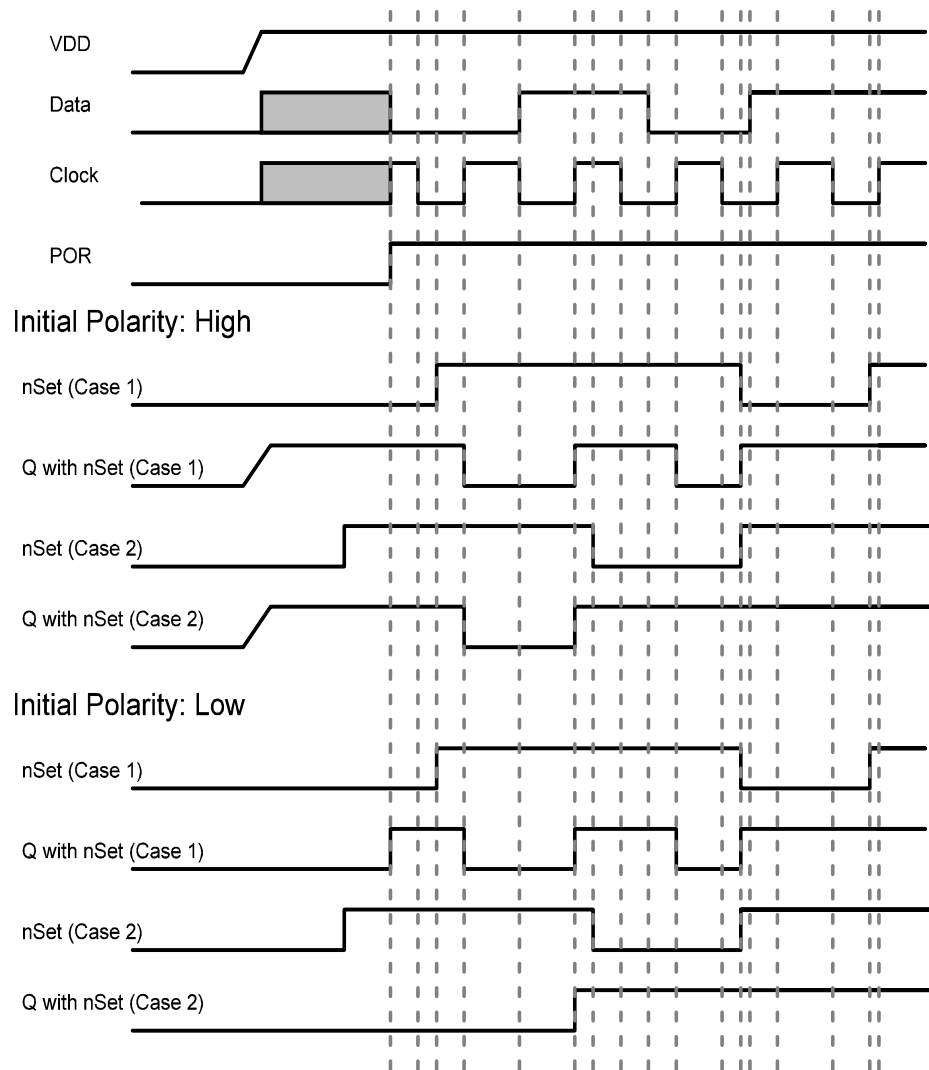 VDD
Data
Clock
POR
Initial Polarity: High
nSet (Case 1)
Q with nSet (Case 1)
nSet (Case 2)
Q with nSet (Case 2)
Initial Polarity: Low
nSet (Case 1)
Q with nSet (Case 1)
nSet (Case 2)
Q with nSet (Case 2)